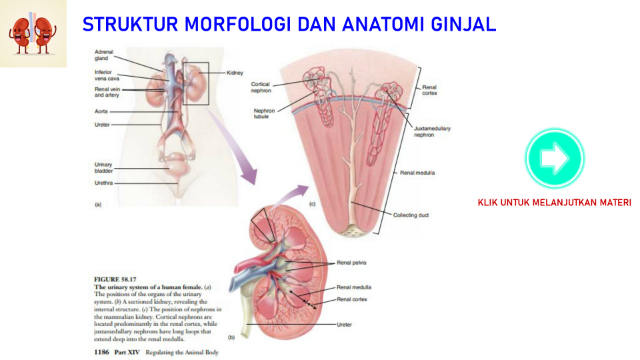 STRUKTUR MORFOLOGI DAN ANATOMI GINJAL
Adrenal
gland
Inferior
vena cava
Renal vein
and artery
Aorta
Ureter
Urinary
bladder
Urethra
(a)
Kidney
Cortical
nephron
Nephron
tubule
Renal
cortex
Juxtamedullary
nephron
Renal medulla
Collecting duct
(c)
KLIK UNTUK MELANJUTKAN MATERI
Renal pelvis
Renal medulla
Renal cortex
Ureter
(b)
FIGURE 58.17
The urinary system of a human female. (a)
The positions of the organs of the urinary
system. (b) A sectioned kidney, revealing the
internal structure. (c) The position of nephrons in
the mammalian kidney. Cortical nephrons are
located predominantly in the renal cortex, while
juxtamedullary nephrons have long loops that
extend deep into the renal medulla.
1186 Part XIV Regulating the Animal Body